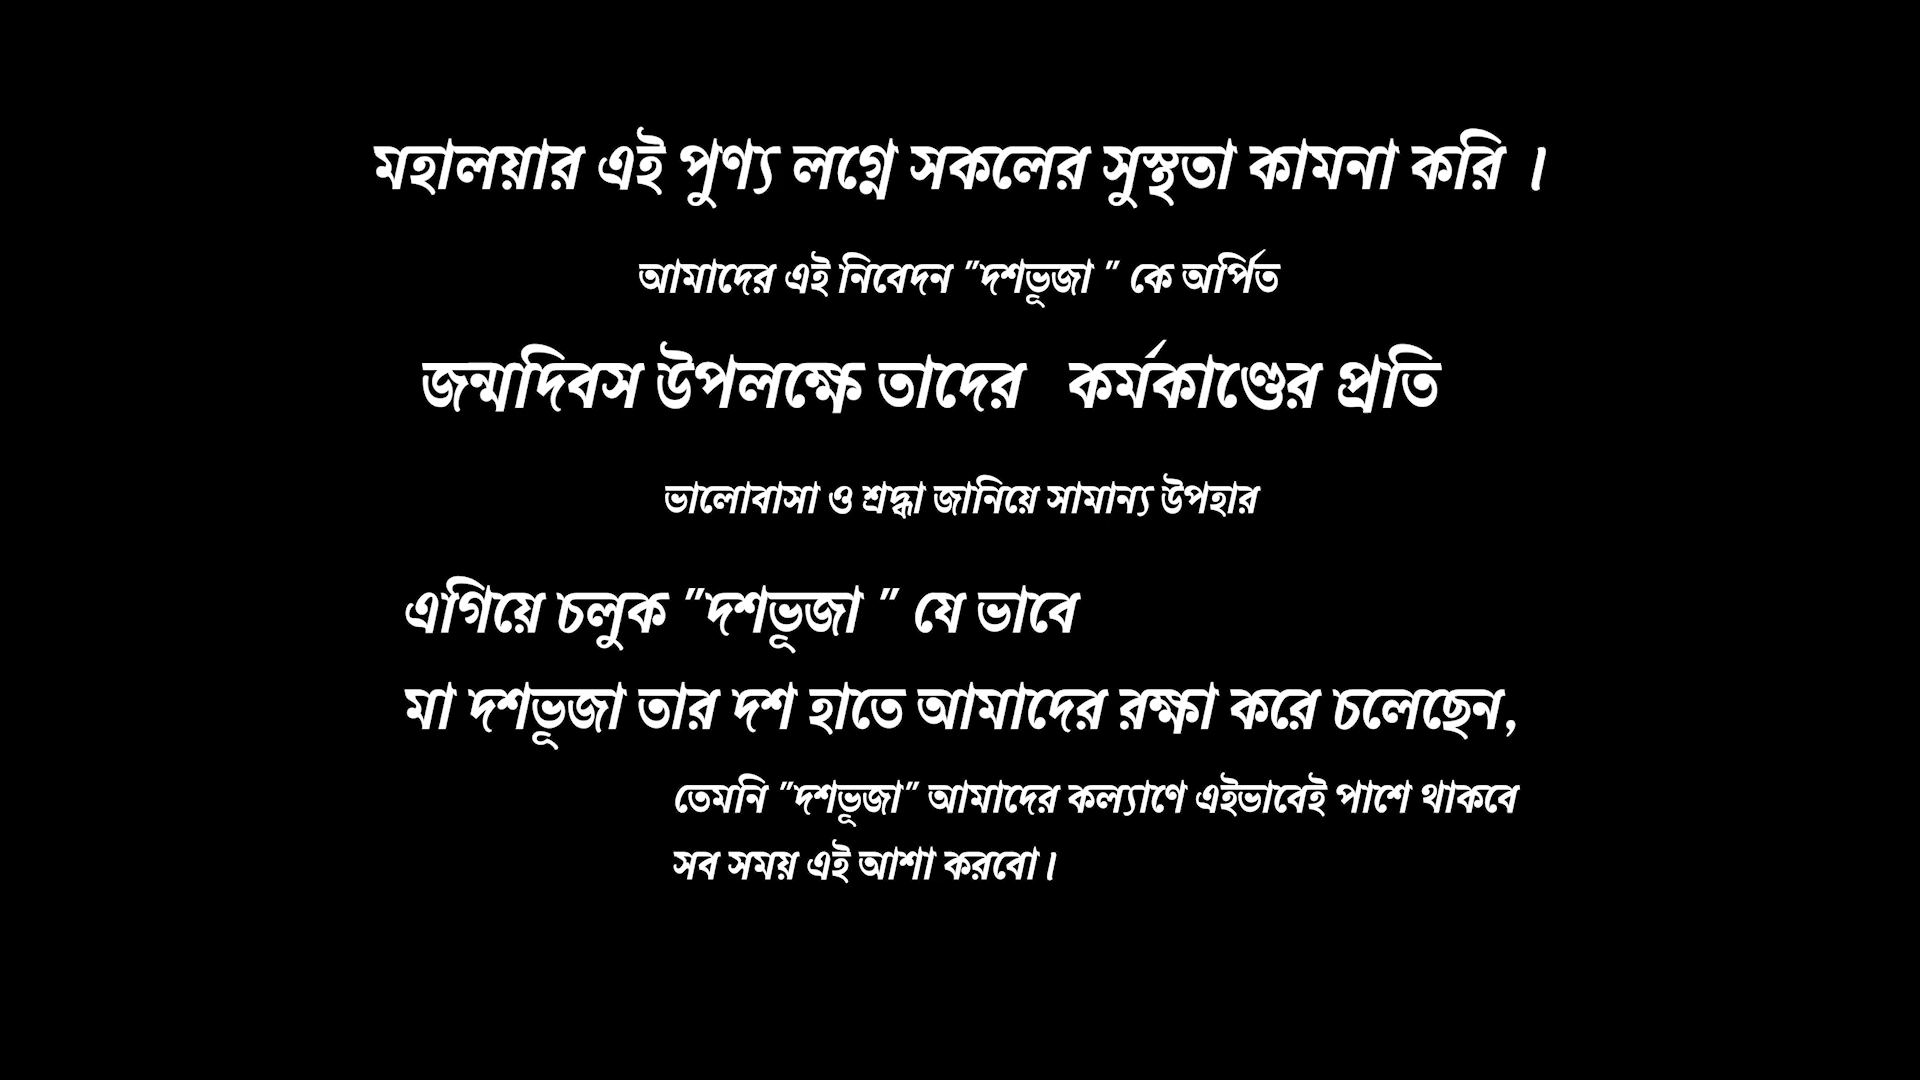 মহালয়ার এই পুণ্য লগ্নে সকলের সুস্থতা কামনা করি ।
আমাদের এই নিবেদন "দশভূজা " কে অর্পিত
জন্মদিবস উপলক্ষে তাদের কর্মকাণ্ডের প্রতি
ভালোবাসা ও শ্রদ্ধা জানিয়ে সামান্য উপহার
এগিয়ে চলুক "দশভূজা " যে ভাবে
মা দশভূজা তার দশ হাতে আমাদের রক্ষা করে চলেছেন,
তেমনি "দশভূজা" আমাদের কল্যাণে এইভাবেই পাশে থাকবে
সব সময় এই আশা করবো।